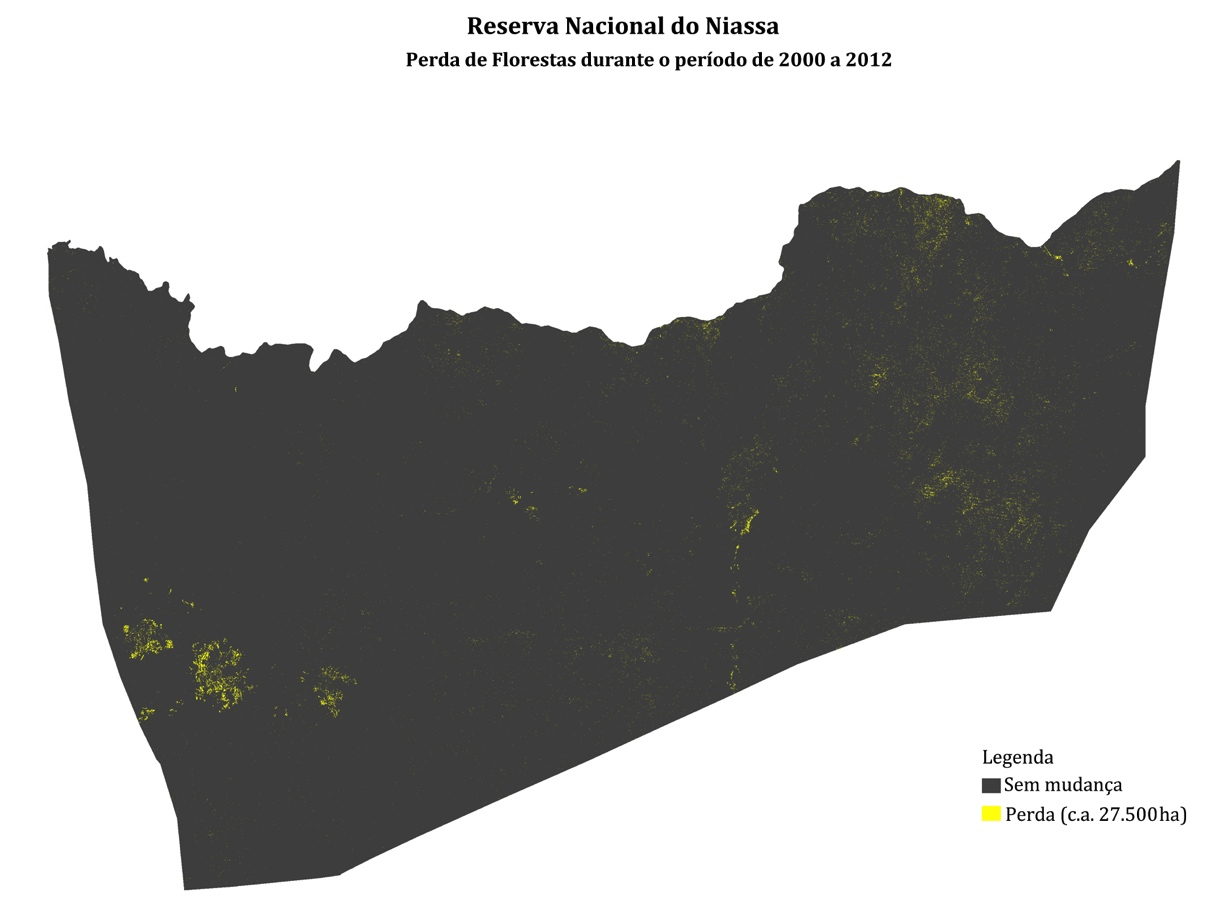 Reserva Nacional do Niassa
Perda de Florestas durante o período de 2000 a 2012
Legenda
Sem mudança
Perda (c.a. 27.500ha)